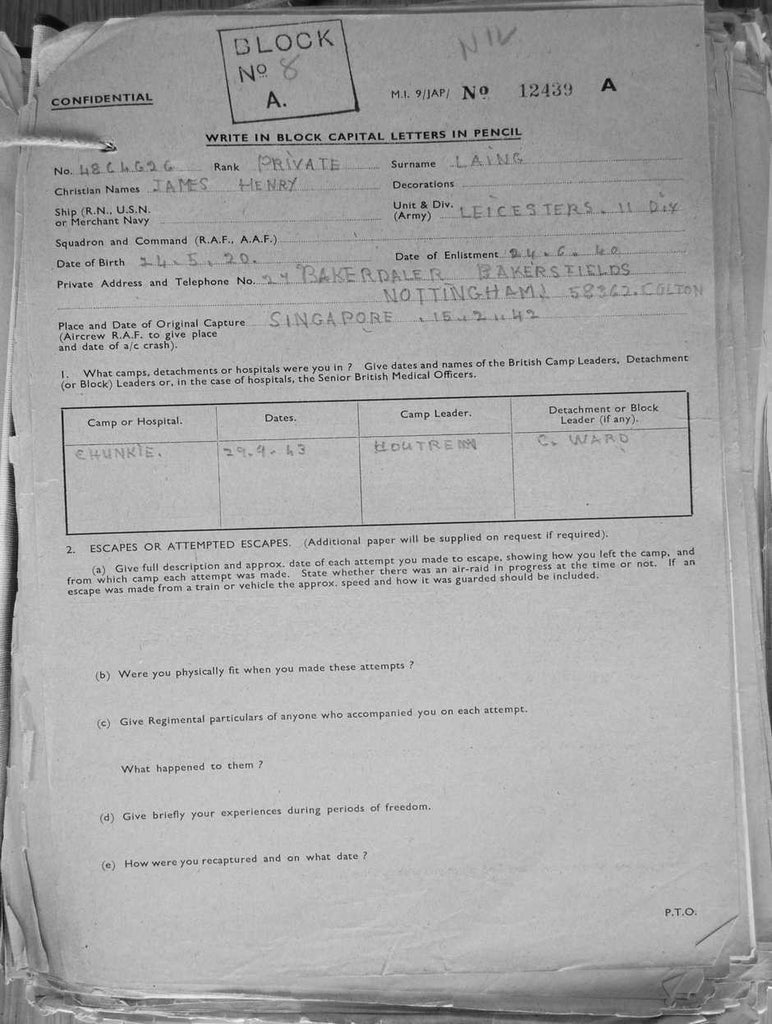 BLOCK
Nº 8
A.
NIL
CONFIDENTIAL
M.I. 9/JAP/ Nº 12439 A
WRITE IN BLOCK CAPITAL LETTERS IN PENCIL
No. Rank PRIVATE Surname LAING
Christian Names JAMES HENRY Decorations
Ship (R.N., U.S.N. or Merchant Navy
Unit & Div. (Army) LEICESTERS. 11 Div
Squadron and Command (R.A.F., A.A.F.)
Date of Birth 24.5.20. Date of Enlistment 24.6.40
Private Address and Telephone No. 24 BAKERDALE BAKERSFIELDS
NOTTINGHAM. 58362.
Place and Date of Original Capture SINGAPORE .15.2.42
(Aircrew R.A.F. to give place
and date of a/c crash).
1. What camps, detachments or hospitals were you in ? Give dates and names of the British Camp Leaders, Detachment
(or Block) Leaders or, in the case of hospitals, the Senior British Medical Officers.
Camp or Hospital. Dates. Camp Leader. Detachment or Block Leader (if any).
CHUNKIE. 29.9.43 C. WARD
2. ESCAPES OR ATTEMPTED ESCAPES. (Additional paper will be supplied on request if required).
(a) Give full description and approx. date of each attempt you made to escape, showing how you left the camp, and
from which camp each attempt was made. State whether there was an air-raid in progress at the time or not. If an
escape was made from a train or vehicle the approx. speed and how it was guarded should be included.
(b) Were you physically fit when you made these attempts ?
(c) Give Regimental particulars of anyone who accompanied you on each attempt.
What happened to them ?
(d) Give briefly your experiences during periods of freedom.
(e) How were you recaptured and on what date ?
P.T.O.